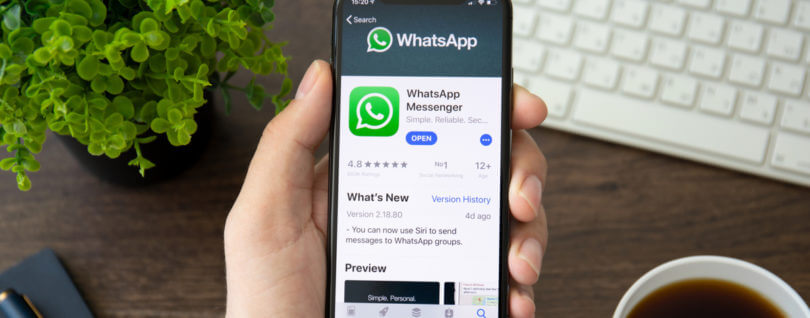 15:20
Search
WhatsApp
WhatsApp
Messenger
Simple. Reliable. Sec...
OPEN
4.8
No1
12+
Social Networking
Age
What's New
Version History
Version 2.18.80
4d ago
- You can now use Siri to send
messages to WhatsApp groups.
Preview
Simple. Personal.